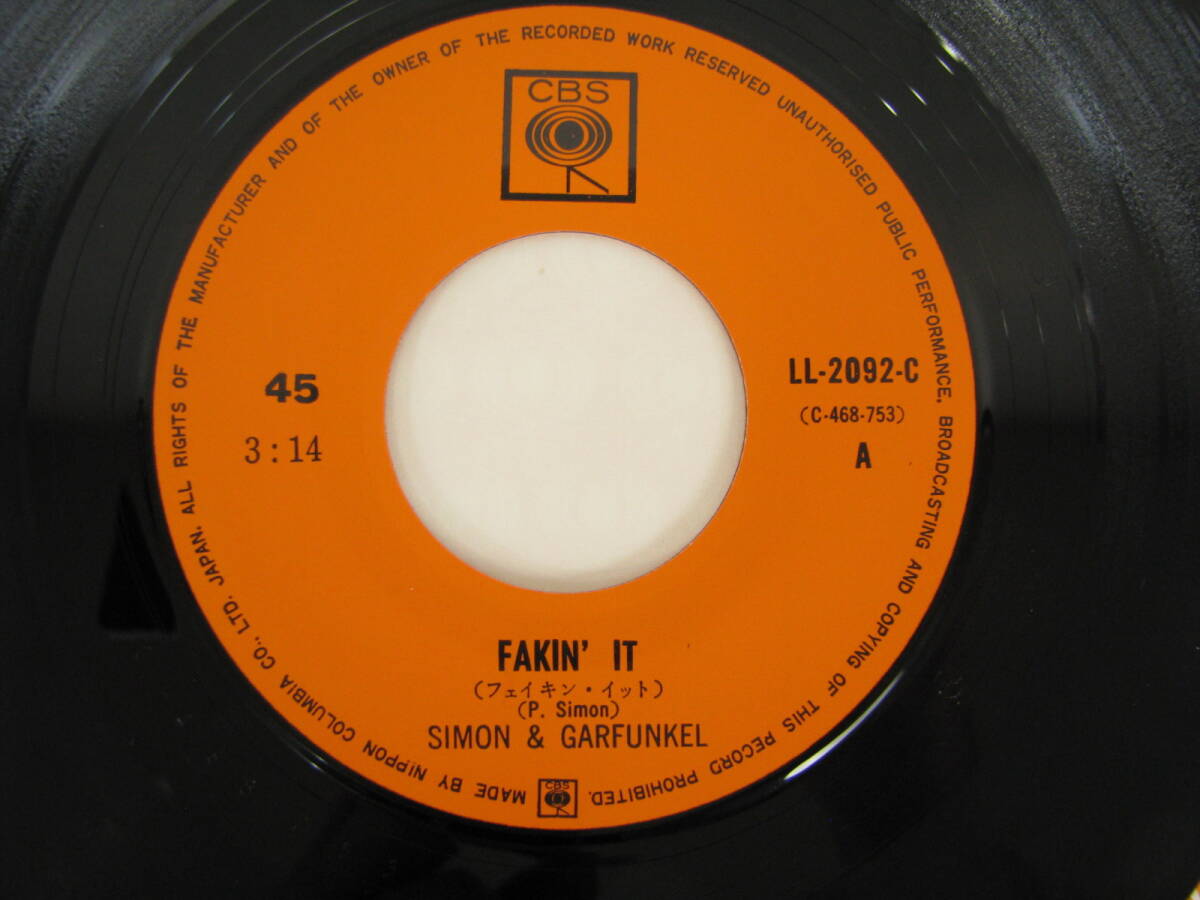 CBS
45
3:14
LL-2092-C
(C-468-753)
A
FAKIN' IT
(フェイキン・イット)
(P. Simon)
SIMON & GARFUNKEL
MADE BY NIPPON COLUMBIA CO., LTD. JAPAN. ALL RIGHTS OF THE MANUFACTURER AND OF THE OWNER OF THE RECORDED WORK RESERVED UNAUTHORISED PUBLIC PERFORMANCE, BROADCASTING AND COPYING OF THIS RECORD PROHIBITED.
CBS